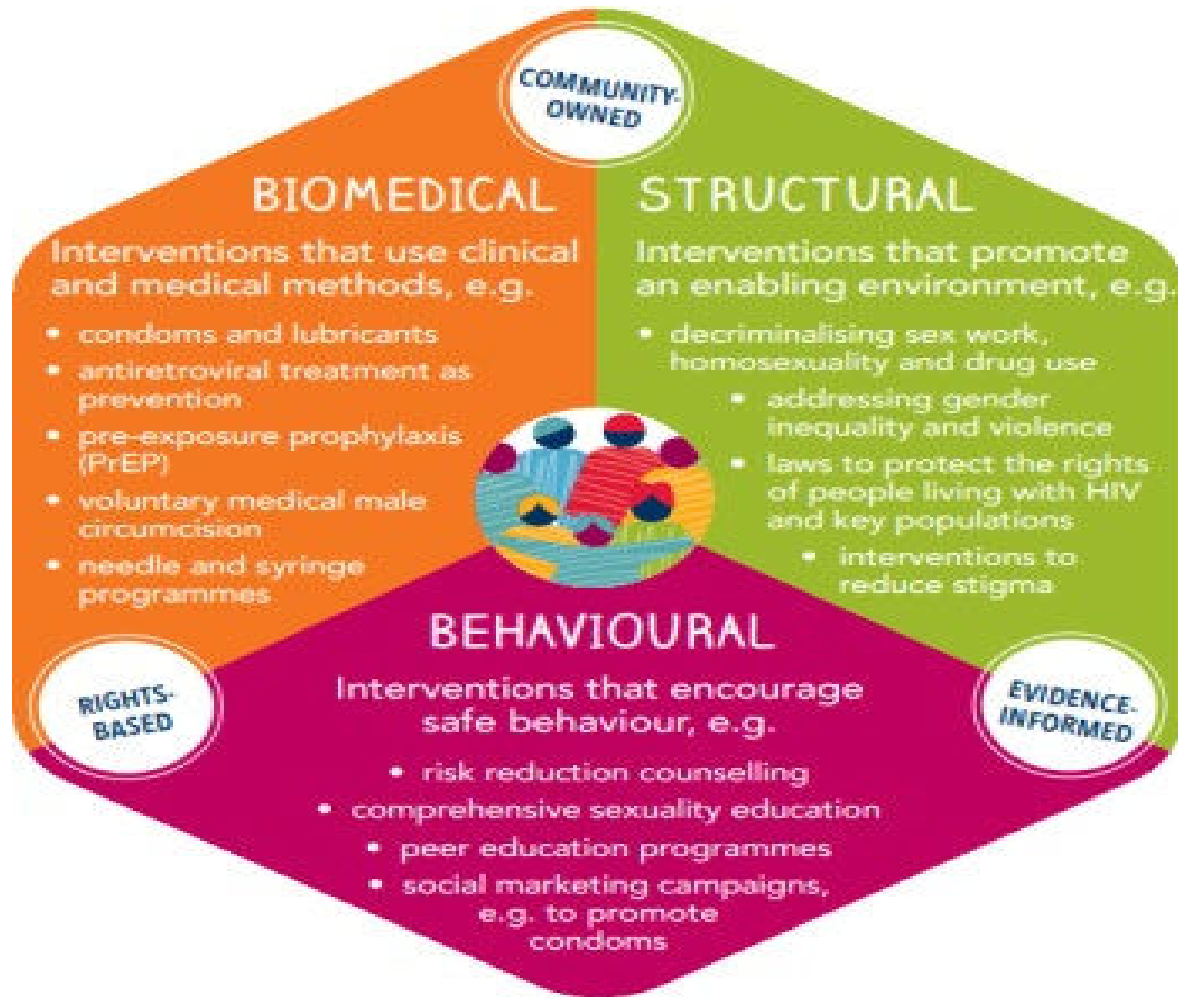 COMMUNITY-
OWNED
BIOMEDICAL
Interventions that use clinical
and medical methods, e.g.
• condoms and lubricants
• antiretroviral treatment as
prevention
• pre-exposure prophylaxis
(PrEP)
• voluntary medical male
circumcision
• needle and syringe
programmes
STRUCTURAL
Interventions that promote
an enabling environment, e.g.
• decriminalising sex work,
homosexuality and drug use
• addressing gender
inequality and violence
• laws to protect the rights
of people living with HIV
and key populations
• interventions to
reduce stigma
RIGHTS-
BASED
BEHAVIOURAL
Interventions that encourage
safe behaviour, e.g.
• risk reduction counselling
• comprehensive sexuality education
• peer education programmes
• social marketing campaigns,
e.g. to promote
condoms
EVIDENCE-
INFORMED